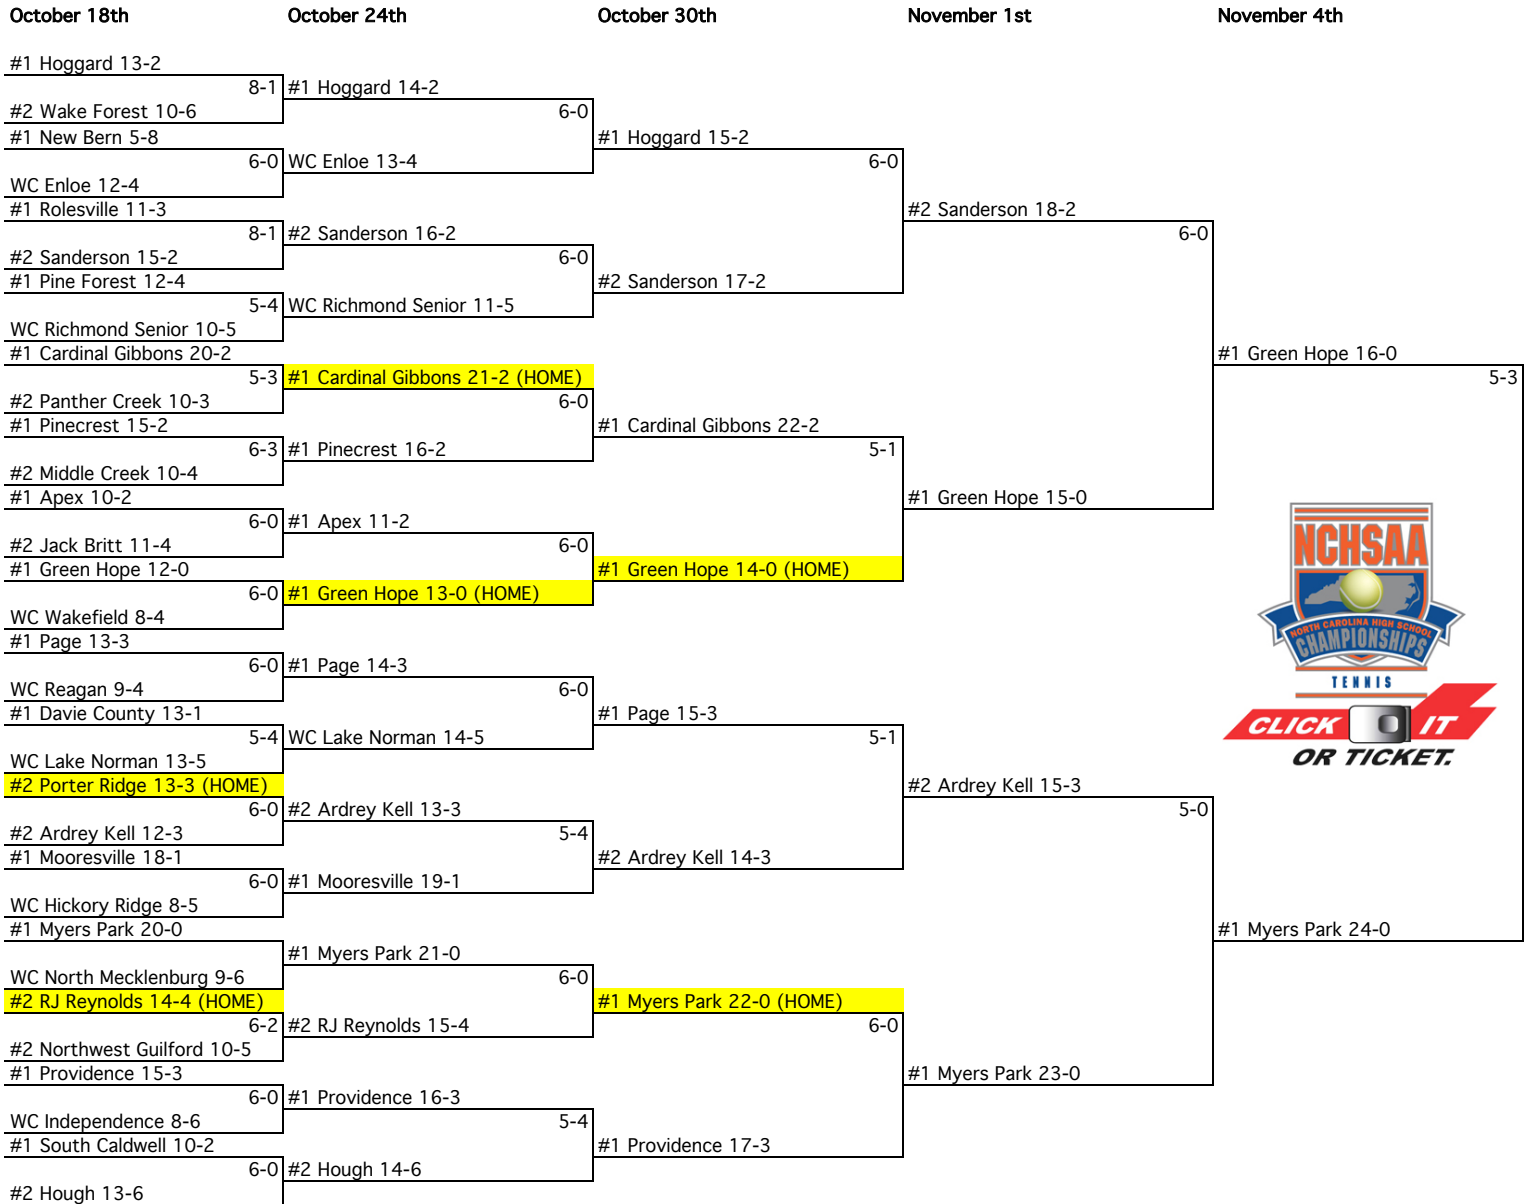 October 18th
October 24th
October 30th
November 1st
November 4th
#1 Hoggard 13-2
8-1
#1 Hoggard 14-2
#2 Wake Forest 10-6
6-0
#1 New Bern 5-8
#1 Hoggard 15-2
6-0
WC Enloe 13-4
6-0
WC Enloe 12-4
#1 Rolesville 11-3
#2 Sanderson 18-2
8-1
#2 Sanderson 16-2
6-0
#2 Sanderson 15-2
6-0
#1 Pine Forest 12-4
#2 Sanderson 17-2
5-4
WC Richmond Senior 11-5
WC Richmond Senior 10-5
#1 Cardinal Gibbons 20-2
#1 Green Hope 16-0
5-3
#1 Cardinal Gibbons 21-2 (HOME)
5-3
#2 Panther Creek 10-3
6-0
#1 Pinecrest 15-2
#1 Cardinal Gibbons 22-2
6-3
#1 Pinecrest 16-2
5-1
#2 Middle Creek 10-4
#1 Apex 10-2
#1 Green Hope 15-0
6-0
#1 Apex 11-2
#2 Jack Britt 11-4
6-0
#1 Green Hope 12-0
#1 Green Hope 14-0 (HOME)
6-0
#1 Green Hope 13-0 (HOME)
WC Wakefield 8-4
NCHSAA
NORTH CAROLINA HIGH SCHOOL
CHAMPIONSHIPS
TENNIS
#1 Page 13-3
6-0
#1 Page 14-3
WC Reagan 9-4
6-0
#1 Davie County 13-1
#1 Page 15-3
5-4
WC Lake Norman 14-5
5-1
CLICK IT
OR TICKET.
WC Lake Norman 13-5
#2 Porter Ridge 13-3 (HOME)
#2 Ardrey Kell 15-3
6-0
#2 Ardrey Kell 13-3
5-0
#2 Ardrey Kell 12-3
5-4
#1 Mooresville 18-1
#2 Ardrey Kell 14-3
6-0
#1 Mooresville 19-1
WC Hickory Ridge 8-5
#1 Myers Park 20-0
#1 Myers Park 24-0
#1 Myers Park 21-0
WC North Mecklenburg 9-6
6-0
#2 RJ Reynolds 14-4 (HOME)
#1 Myers Park 22-0 (HOME)
6-2
#2 RJ Reynolds 15-4
6-0
#2 Northwest Guilford 10-5
#1 Providence 15-3
#1 Myers Park 23-0
6-0
#1 Providence 16-3
WC Independence 8-6
5-4
#1 South Caldwell 10-2
#1 Providence 17-3
6-0
#2 Hough 14-6
#2 Hough 13-6